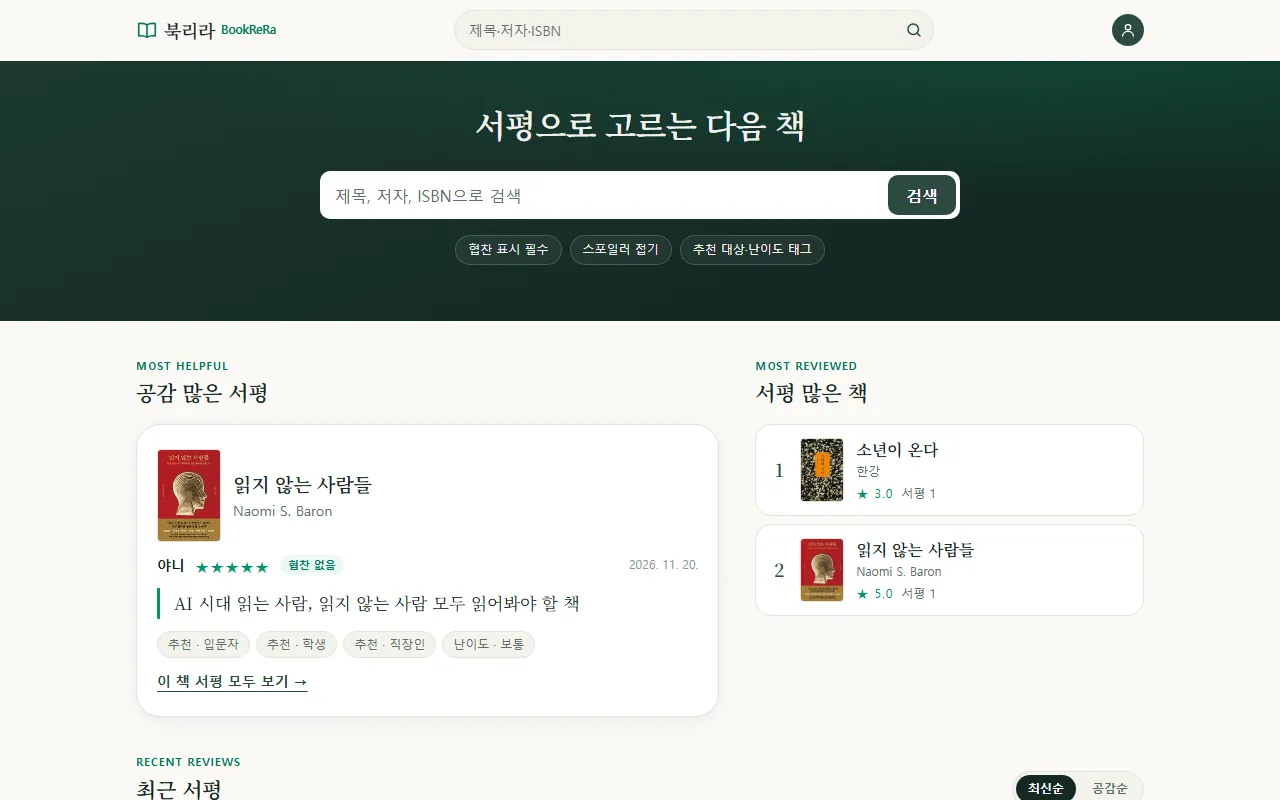 북리라 BookReRa
제목·저자·ISBN
서평으로 고르는 다음 책
제목, 저자, ISBN으로 검색
검색
협찬 표시 필수
스포일러 접기
추천 대상·난이도 태그
MOST HELPFUL
공감 많은 서평
읽지 않는 사람들
읽지 않는 사람들
Naomi S. Baron
야니 ★★★★★ 협찬 없음
2026. 11. 20.
AI 시대 읽는 사람, 읽지 않는 사람 모두 읽어봐야 할 책
추천 · 입문자
추천 · 학생
추천 · 직장인
난이도 · 보통
이 책 서평 모두 보기 →
MOST REVIEWED
서평 많은 책
1
소년이 온다
한강
★ 3.0 서평 1
2
읽지 않는 사람들
Naomi S. Baron
★ 5.0 서평 1
RECENT REVIEWS
최근 서평
최신순
공감순